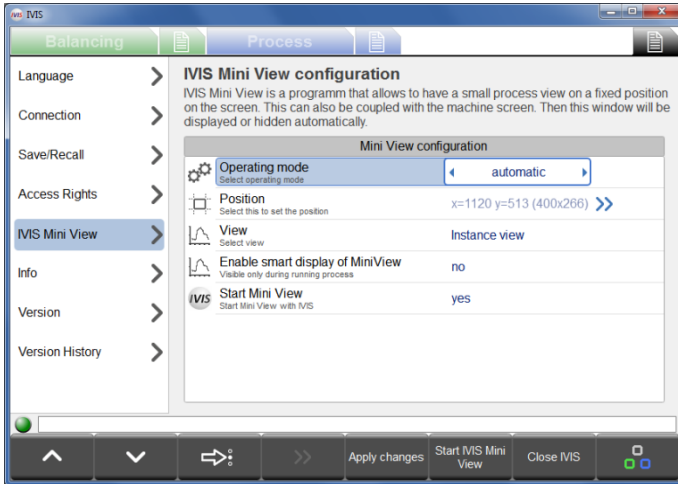 IVIS IVIS
Balancing
Process
Language
Connection
Save/Recall
Access Rights
IVIS Mini View
Info
Version
Version History
IVIS Mini View configuration
IVIS Mini View is a programm that allows to have a small process view on a fixed position
on the screen. This can also be coupled with the machine screen. Then this window will be
displayed or hidden automatically.
Mini View configuration
Operating mode
Select operating mode
automatic
Position
Select this to set the position
x=1120 y=513 (400x266)
View
Select view
Instance view
Enable smart display of MiniView
Visible only during running process
no
IVIS
Start Mini View
Start Mini View with IVIS
yes
Apply changes
Start IVIS Mini
View
Close IVIS